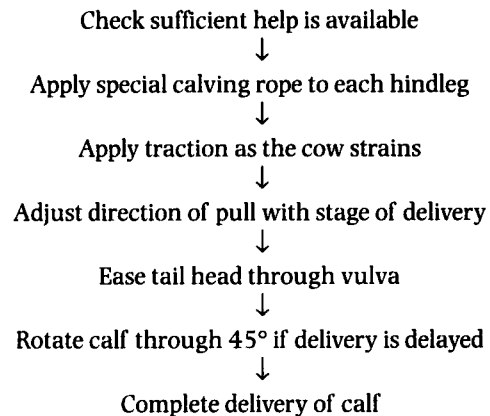 Check sufficient help is available
↓
Apply special calving rope to each hindleg
↓
Apply traction as the cow strains
↓
Adjust direction of pull with stage of delivery
↓
Ease tail head through vulva
↓
Rotate calf through 45° if delivery is delayed
↓
Complete delivery of calf